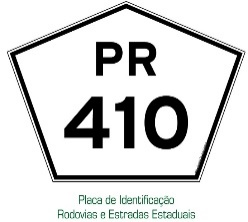 PR
410
Placa de Identificação
Rodovias e Estradas Estaduais